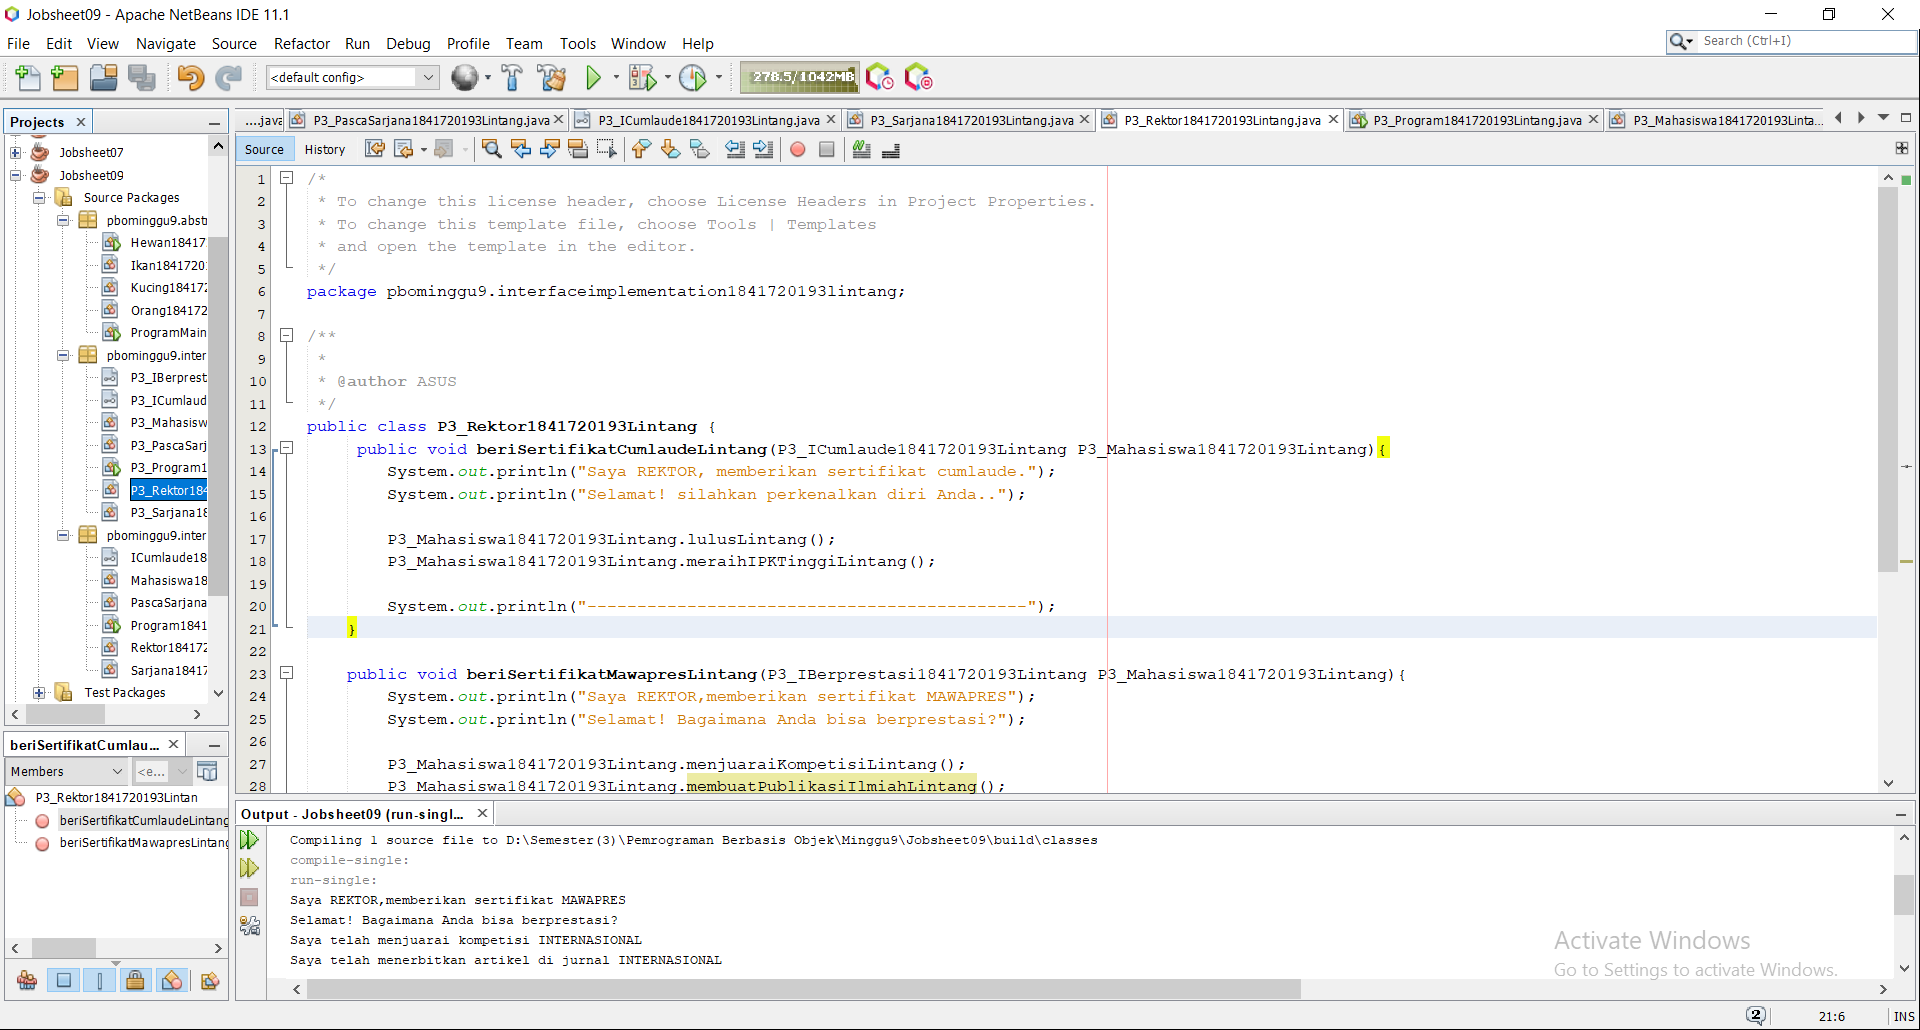 Jobsheet09 - Apache NetBeans IDE 11.1
File Edit View Navigate Source Refactor Run Debug Profile Team Tools Window Help
Search (Ctrl+I)
<default config>
278.5/1042MB
Projects
....java P3_PascaSarjana1841720193Lintang.java P3_ICumlaude1841720193Lintang.java P3_Sarjana1841720193Lintang.java P3_Rektor1841720193Lintang.java P3_Program1841720193Lintang.java P3_Mahasiswa1841720193Linta...
Source History
Jobsheet07
Jobsheet09
Source Packages
pbominggu9.abst
Hewan18417
Ikan1841720
Kucing184172
Orang184172
ProgramMain
pbominggu9.inter
P3_IBerprest
P3_ICumlaud
P3_Mahasisw
P3_PascaSarj
P3_Program1
P3_Rektor184
P3_Sarjana18
pbominggu9.inter
ICumlaude18
Mahasiswa18
PascaSarjana
Program1841
Rektor184172
Sarjana18417
Test Packages
beriSertifikatCumlau...
Members <e...
P3_Rektor1841720193Lintan
beriSertifikatCumlaudeLintang
beriSertifikatMawapresLintang
1 /*
2 * To change this license header, choose License Headers in Project Properties.
3 * To change this template file, choose Tools | Templates
4 * and open the template in the editor.
5 */
6 package pbominggu9.interfaceimplementation1841720193lintang;
7
8 /**
9 *
10 * @author ASUS
11 */
12 public class P3_Rektor1841720193Lintang {
13 public void beriSertifikatCumlaudeLintang(P3_ICumlaude1841720193Lintang P3_Mahasiswa1841720193Lintang){
14 System.out.println("Saya REKTOR, memberikan sertifikat cumlaude.");
15 System.out.println("Selamat! silahkan perkenalkan diri Anda..");
16
17 P3_Mahasiswa1841720193Lintang.lulusLintang();
18 P3_Mahasiswa1841720193Lintang.meraihIPKTinggiLintang();
19
20 System.out.println("--------------------------------------------");
21 }
22
23 public void beriSertifikatMawapresLintang(P3_IBerprestasi1841720193Lintang P3_Mahasiswa1841720193Lintang){
24 System.out.println("Saya REKTOR,memberikan sertifikat MAWAPRES");
25 System.out.println("Selamat! Bagaimana Anda bisa berprestasi?");
26
27 P3_Mahasiswa1841720193Lintang.menjuaraiKompetisiLintang();
28 P3_Mahasiswa1841720193Lintang.membuatPublikasiIlmiahLintang();
Output - Jobsheet09 (run-singl...
Compiling 1 source file to D:\Semester(3)\Pemrograman Berbasis Objek\Minggu9\Jobsheet09\build\classes
compile-single:
run-single:
Saya REKTOR,memberikan sertifikat MAWAPRES
Selamat! Bagaimana Anda bisa berprestasi?
Saya telah menjuarai kompetisi INTERNASIONAL
Saya telah menerbitkan artikel di jurnal INTERNASIONAL
Activate Windows
Go to Settings to activate Windows.
2 21:6 INS